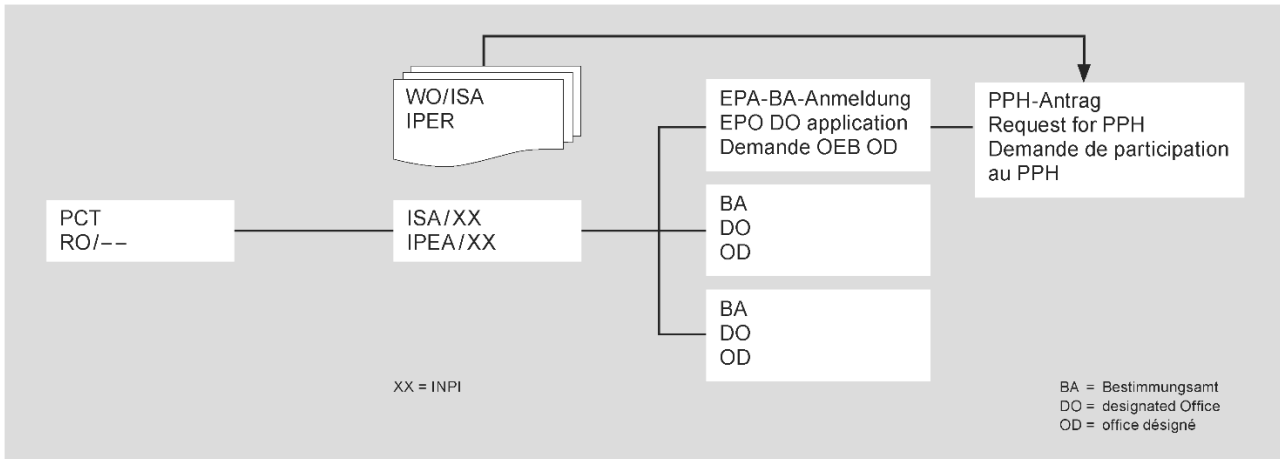 WO/ISA
IPER
EPA-BA-Anmeldung
EPO DO application
Demande OEB OD
PPH-Antrag
Request for PPH
Demande de participation
au PPH
PCT
RO/––
ISA/XX
IPEA/XX
BA
DO
OD
BA
DO
OD
XX = INPI
BA = Bestimmungsamt
DO = designated Office
OD = office désigné